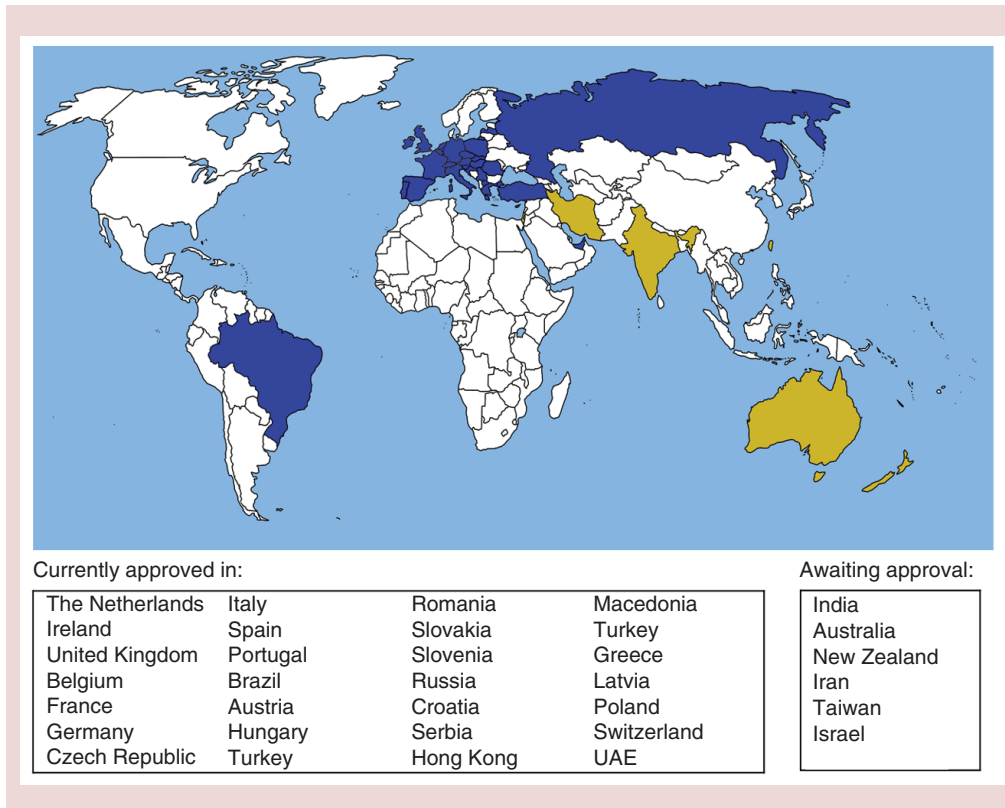 Currently approved in:
The Netherlands Italy Romania Macedonia
Ireland Spain Slovakia Turkey
United Kingdom Portugal Slovenia Greece
Belgium Brazil Russia Latvia
France Austria Croatia Poland
Germany Hungary Serbia Switzerland
Czech Republic Turkey Hong Kong UAE
Awaiting approval:
India
Australia
New Zealand
Iran
Taiwan
Israel